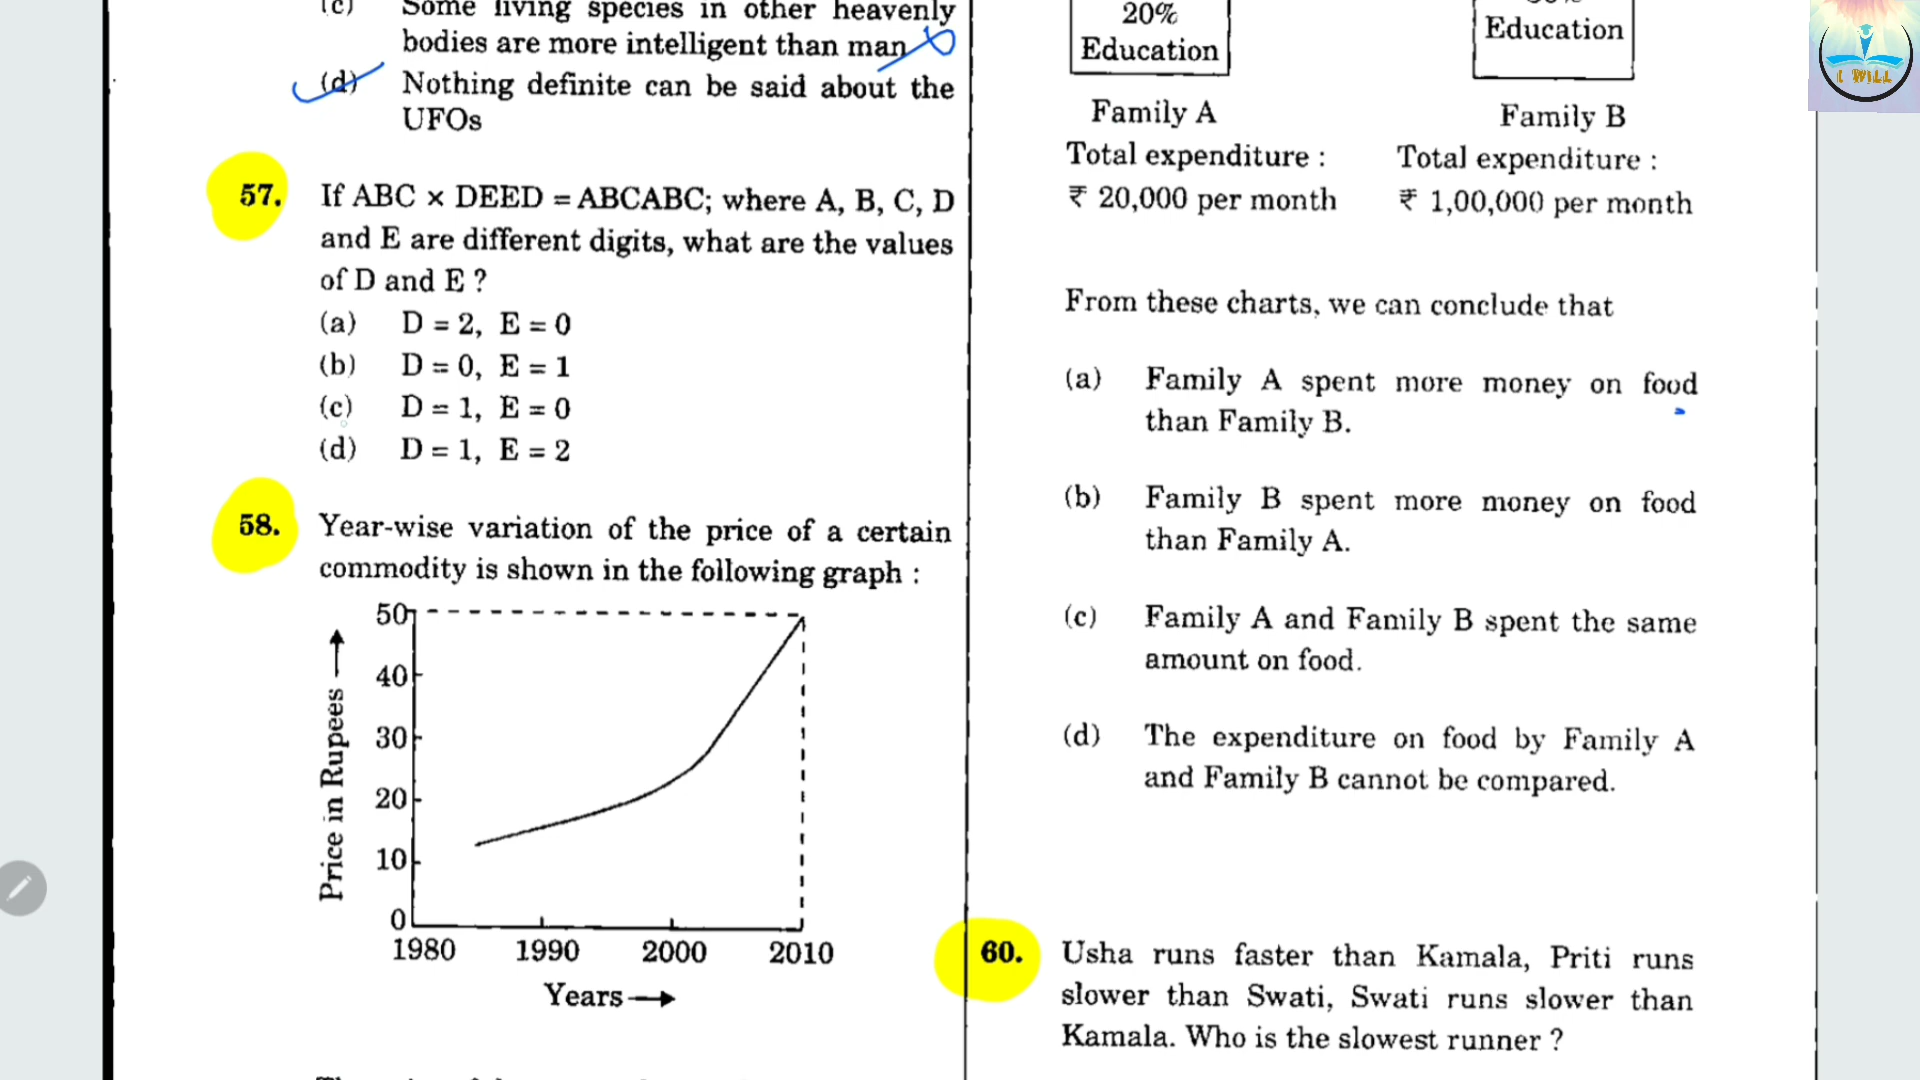 (c) Some living species in other heavenly
bodies are more intelligent than man
(d) Nothing definite can be said about the
UFOs
57. If ABC × DEED = ABCABC; where A, B, C, D
and E are different digits, what are the values
of D and E ?
(a) D = 2, E = 0
(b) D = 0, E = 1
(c) D = 1, E = 0
(d) D = 1, E = 2
58. Year-wise variation of the price of a certain
commodity is shown in the following graph :
Price in Rupees
50
40
30
20
10
0
1980 1990 2000 2010
Years
20%
Education
Education
Family A Family B
Total expenditure : Total expenditure :
₹ 20,000 per month ₹ 1,00,000 per month
From these charts, we can conclude that
(a) Family A spent more money on food
than Family B.
(b) Family B spent more money on food
than Family A.
(c) Family A and Family B spent the same
amount on food.
(d) The expenditure on food by Family A
and Family B cannot be compared.
60. Usha runs faster than Kamala, Priti runs
slower than Swati, Swati runs slower than
Kamala. Who is the slowest runner ?
I WILL